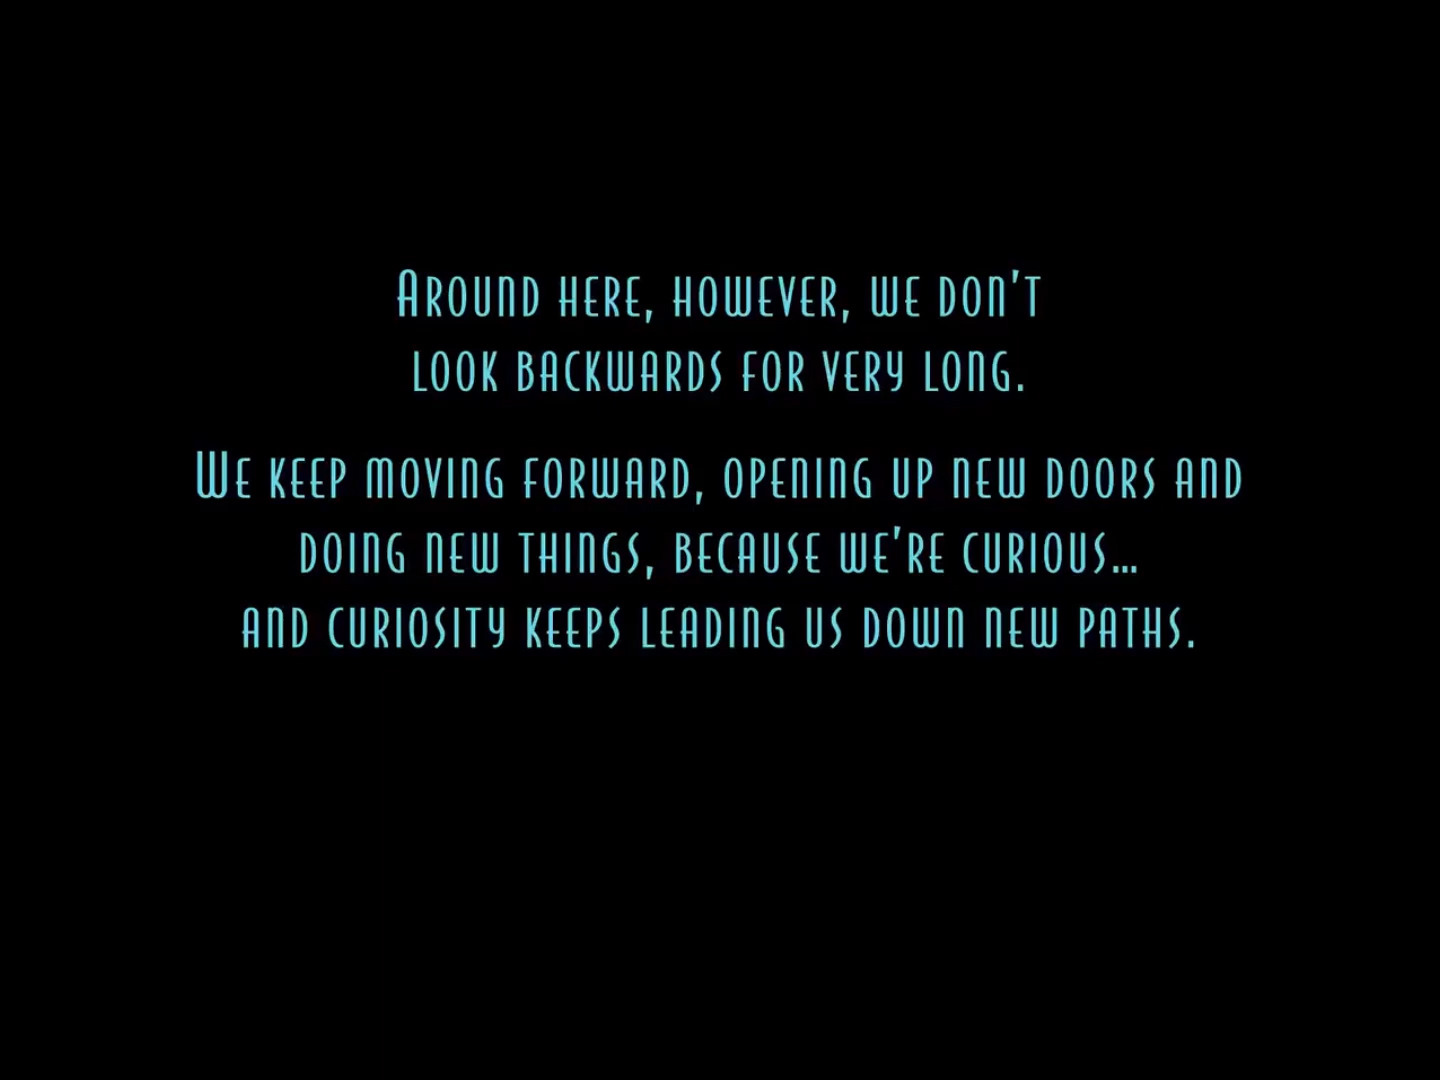 Around here, however, we don't
look backwards for very long.
We keep moving forward, opening up new doors and
doing new things, because we're curious...
and curiosity keeps leading us down new paths.